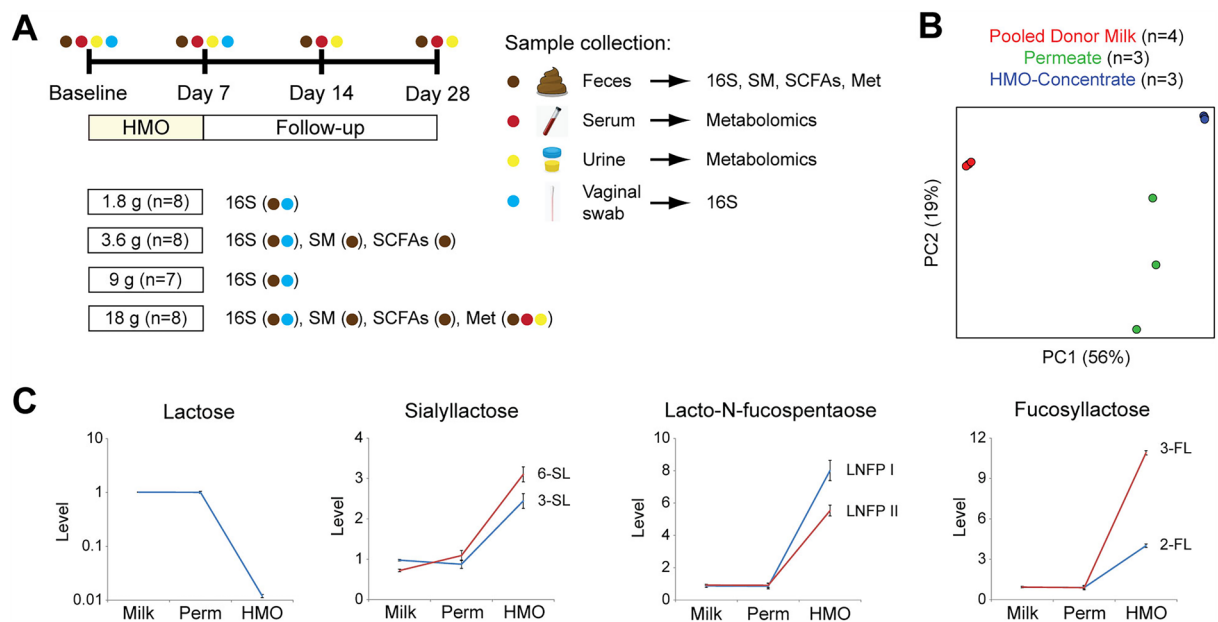 A
Baseline Day 7 Day 14 Day 28
HMO Follow-up
1.8 g (n=8) 16S ( )
3.6 g (n=8) 16S ( ), SM ( ), SCFAs ( )
9 g (n=7) 16S ( )
18 g (n=8) 16S ( ), SM ( ), SCFAs ( ), Met ( )
Sample collection:
Feces 16S, SM, SCFAs, Met
Serum Metabolomics
Urine Metabolomics
Vaginal
swab
16S
B
Pooled Donor Milk (n=4)
Permeate (n=3)
HMO-Concentrate (n=3)
PC2 (19%)
PC1 (56%)
C
Lactose
Level
10
1
0.1
0.01
Milk Perm HMO
Sialyllactose
Level
4
3
2
1
0
6-SL
3-SL
Milk Perm HMO
Lacto-N-fucospentaose
Level
10
8
6
4
2
0
LNFP I
LNFP II
Milk Perm HMO
Fucosyllactose
Level
12
9
6
3
0
3-FL
2-FL
Milk Perm HMO